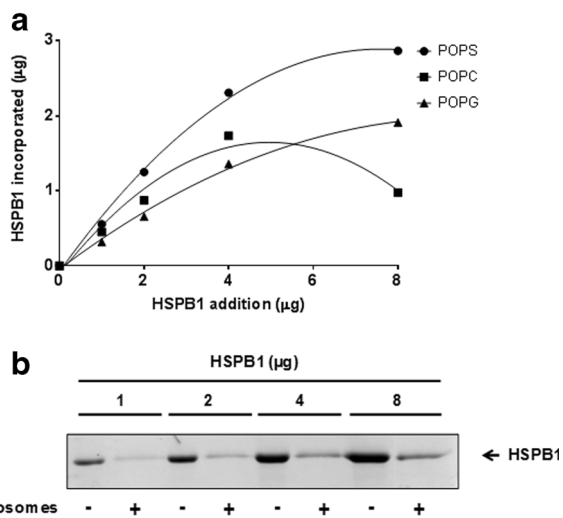 a
HSPB1 incorporated (µg)
3
2
1
0
0 2 4 6 8
HSPB1 addition (µg)
POPS
POPC
POPG
b
HSPB1 (µg)
1 2 4 8
← HSPB1
osomes - + - + - + - +